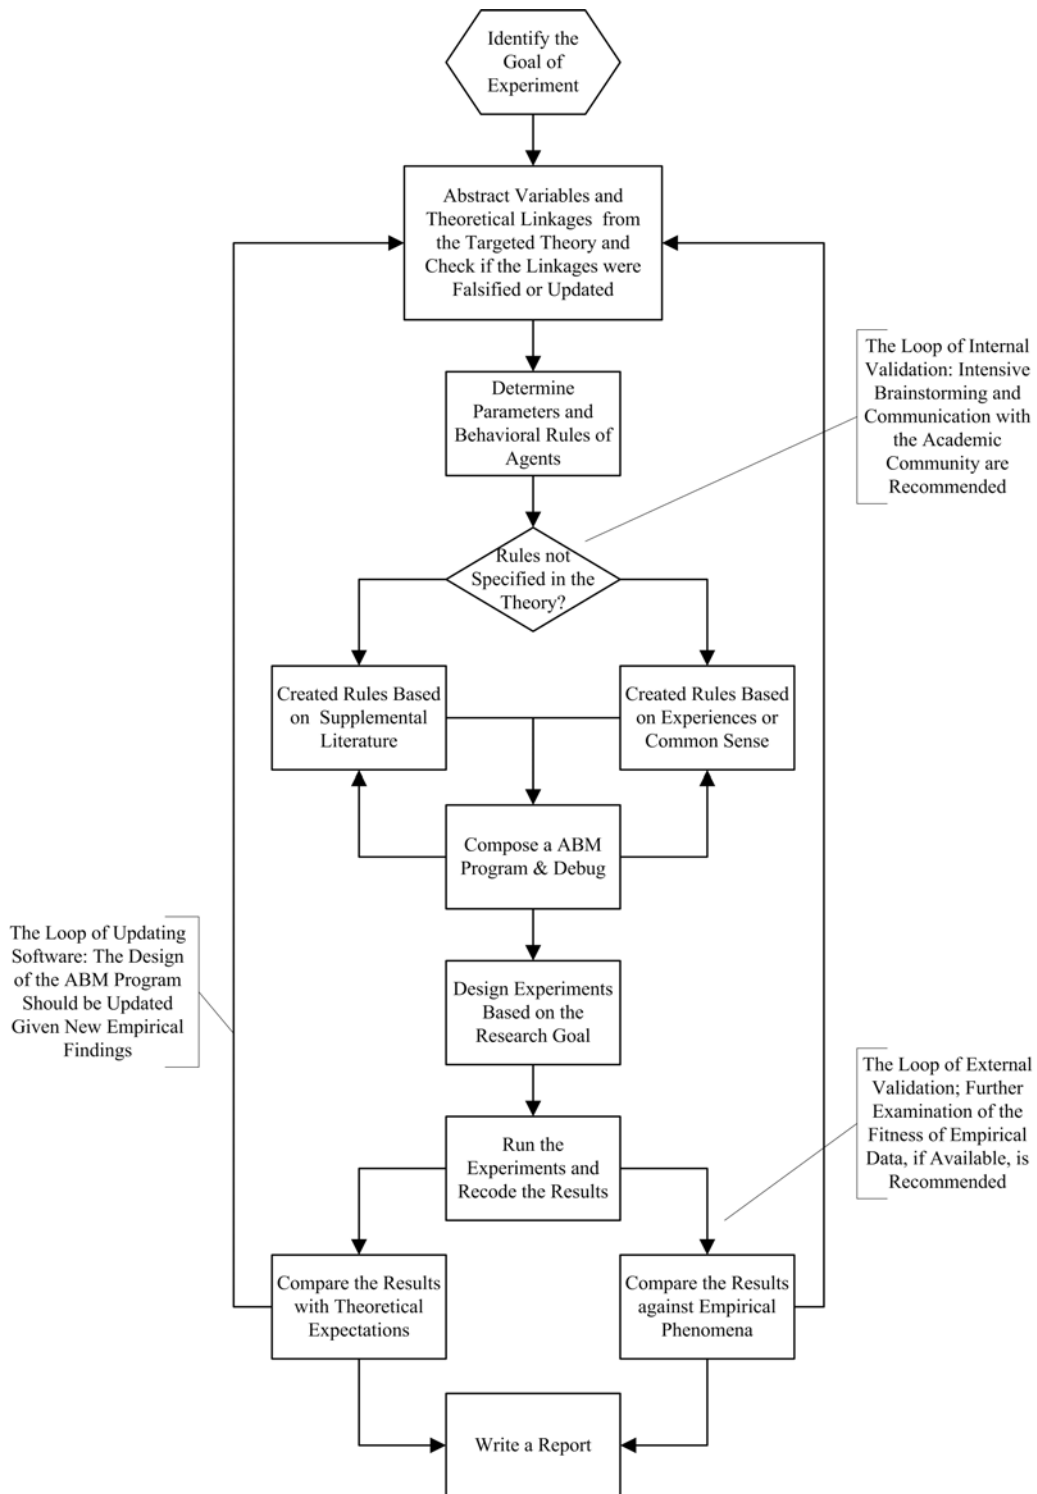 Identify the
Goal of
Experiment
Abstract Variables and
Theoretical Linkages from
the Targeted Theory and
Check if the Linkages were
Falsified or Updated
The Loop of Internal
Validation: Intensive
Brainstorming and
Communication with
the Academic
Community are
Recommended
Determine
Parameters and
Behavioral Rules of
Agents
Rules not
Specified in the
Theory?
Created Rules Based
on Supplemental
Literature
Created Rules Based
on Experiences or
Common Sense
Compose a ABM
Program & Debug
The Loop of Updating
Software: The Design
of the ABM Program
Should be Updated
Given New Empirical
Findings
Design Experiments
Based on the
Research Goal
The Loop of External
Validation; Further
Examination of the
Fitness of Empirical
Data, if Available, is
Recommended
Run the
Experiments and
Recode the Results
Compare the Results
with Theoretical
Expectations
Compare the Results
against Empirical
Phenomena
Write a Report